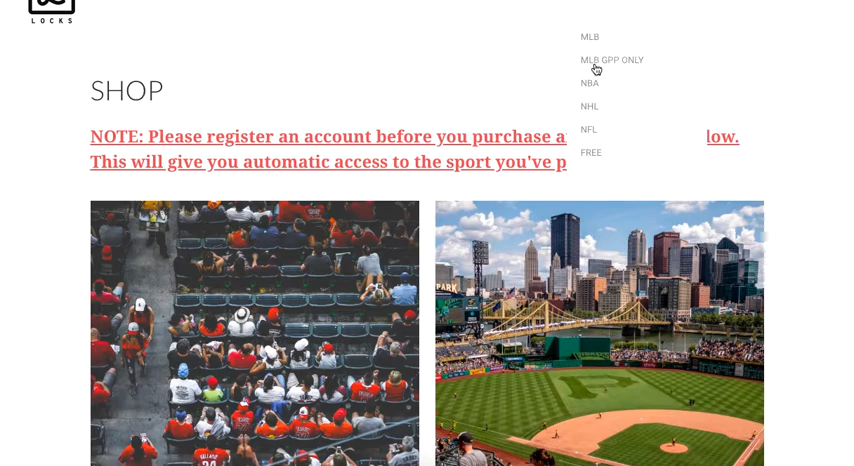 LOCKS
MLB
MLB GPP ONLY
NBA
NHL
NFL
FREE
SHOP
NOTE: Please register an account before you purchase a low.
This will give you automatic access to the sport you've p
PARK